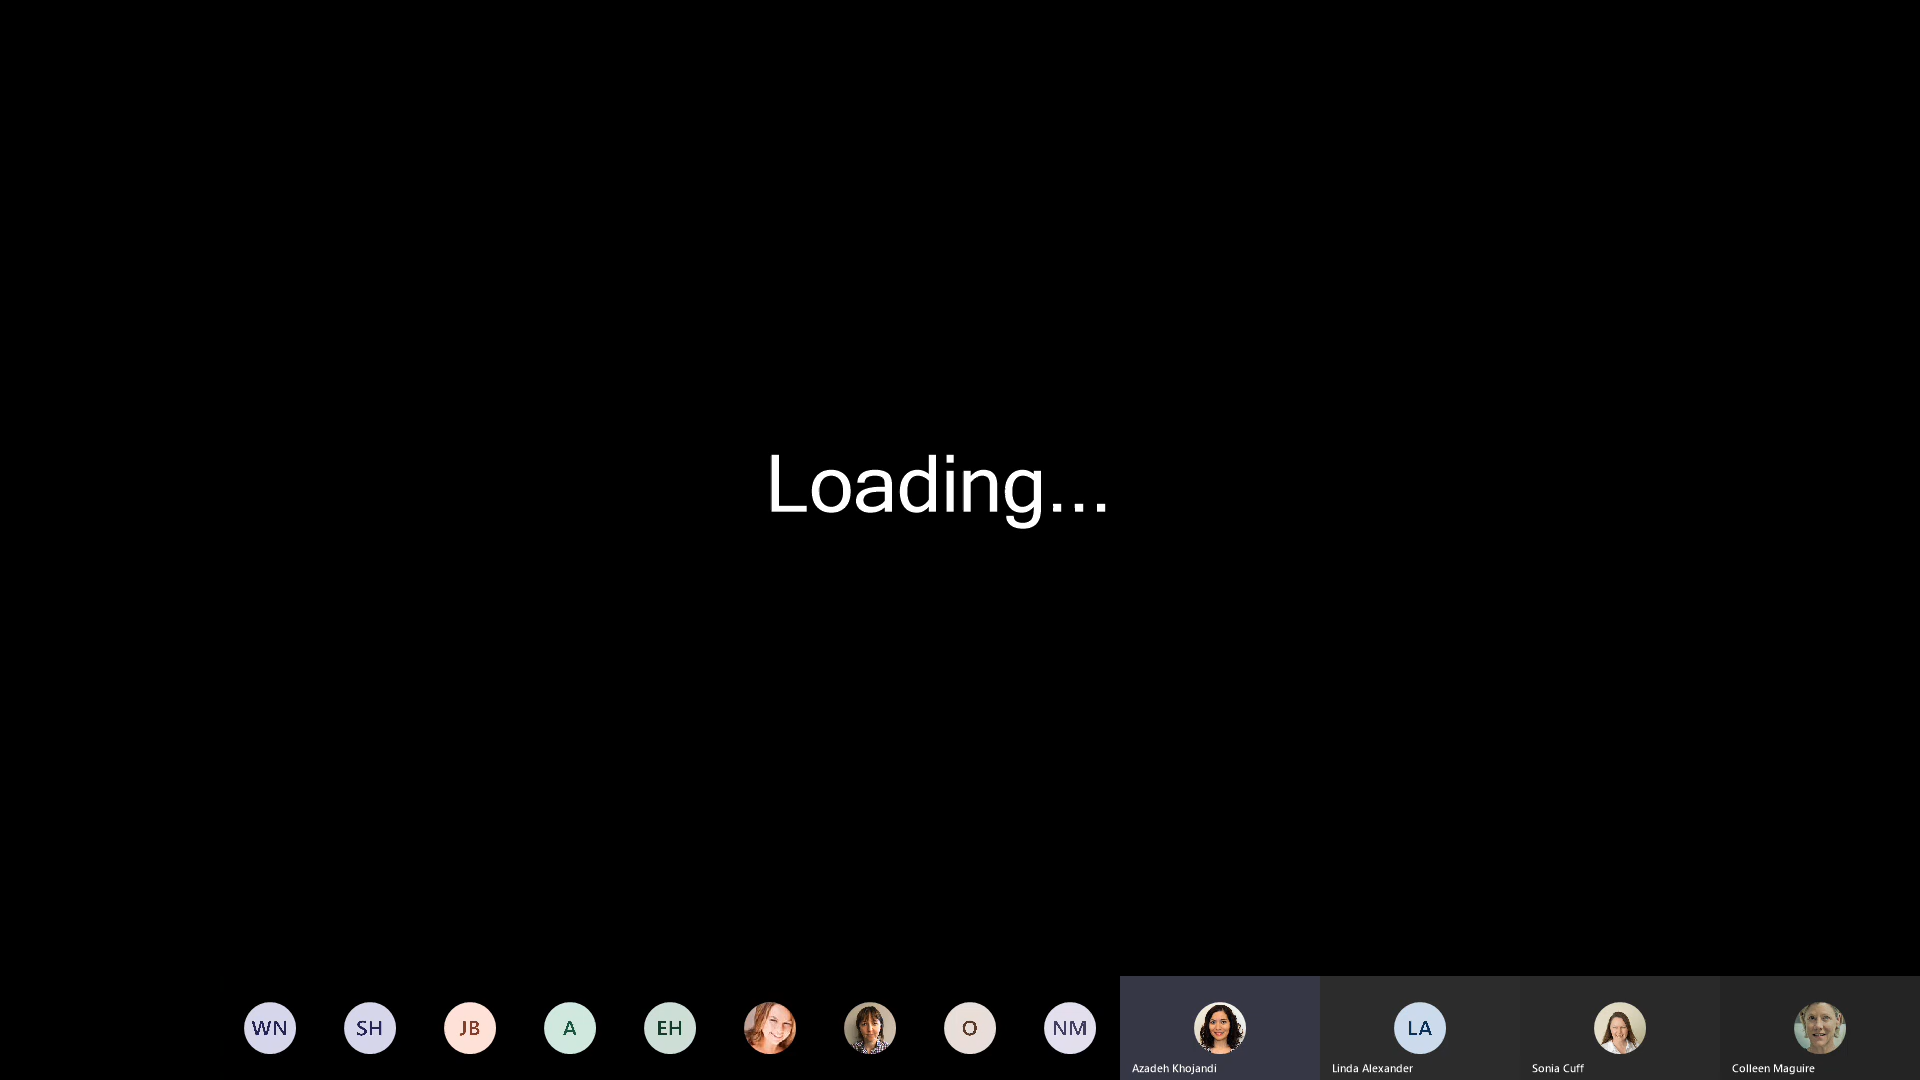 Loading...
WN
SH
JB
A
EH
O
NM
LA
Azadeh Khojandi
Linda Alexander
Sonia Cuff
Colleen Maguire